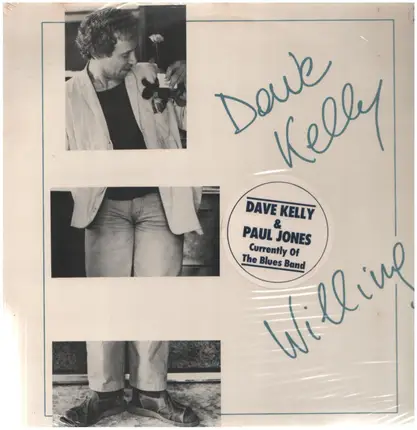 Dave
Kelly
DAVE KELLY
&
PAUL JONES
Currently Of
The Blues Band
Willing